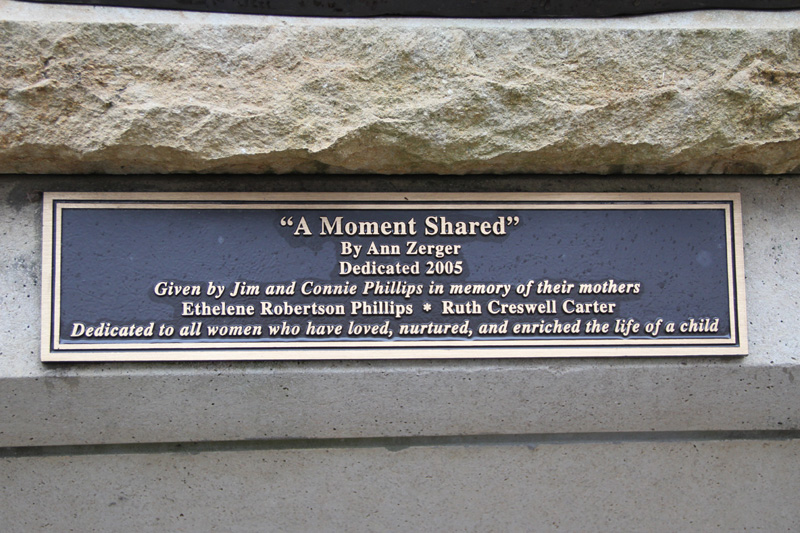 “A Moment Shared”
By Ann Zerger
Dedicated 2005
Given by Jim and Connie Phillips in memory of their mothers
Ethelene Robertson Phillips * Ruth Creswell Carter
Dedicated to all women who have loved, nurtured, and enriched the life of a child